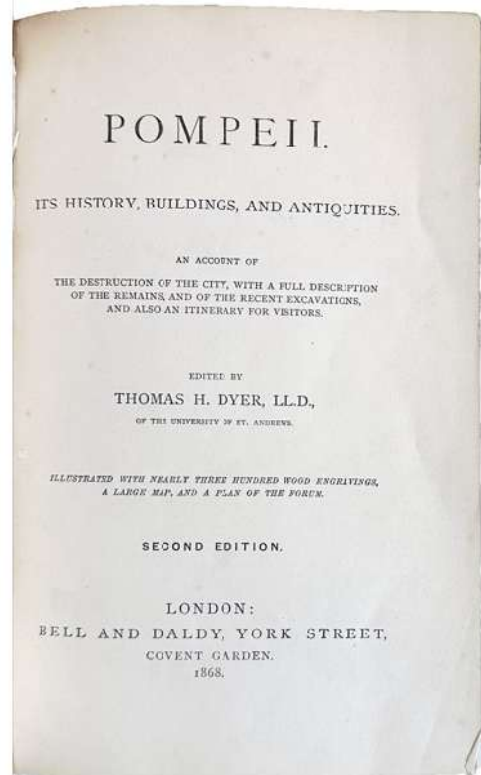 POMPEII.
ITS HISTORY, BUILDINGS, AND ANTIQUITIES.
AN ACCOUNT OF
THE DESTRUCTION OF THE CITY, WITH A FULL DESCRIPTION
OF THE REMAINS, AND OF THE RECENT EXCAVATIONS,
AND ALSO AN ITINERARY FOR VISITORS.
EDITED BY
THOMAS H. DYER, LL.D.,
OF THE UNIVERSITY OF ST. ANDREWS.
ILLUSTRATED WITH NEARLY THREE HUNDRED WOOD ENGRAVINGS,
A LARGE MAP, AND A PLAN OF THE FORUM.
SECOND EDITION.
LONDON:
BELL AND DALDY, YORK STREET,
COVENT GARDEN.
1868.